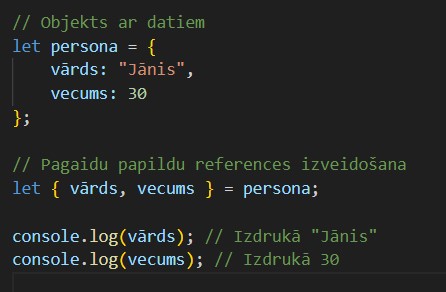 // Objekts ar datiem
let persona = {
    vārds: "Jānis",
    vecums: 30
};

// Pagaidu papildu references izveidošana
let { vārds, vecums } = persona;

console.log(vārds); // Izdrukā "Jānis"
console.log(vecums); // Izdrukā 30